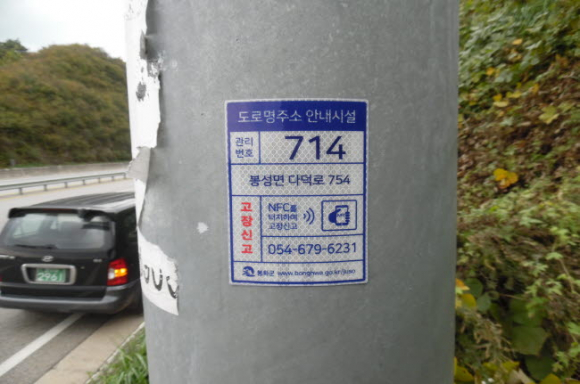 도로명주소 안내시설
관리
번호
714
봉성면 다덕로 754
고장신고
NFC를
터치하여
고장신고
054-679-6231
봉화군 www.bonghwa.go.kr
2961